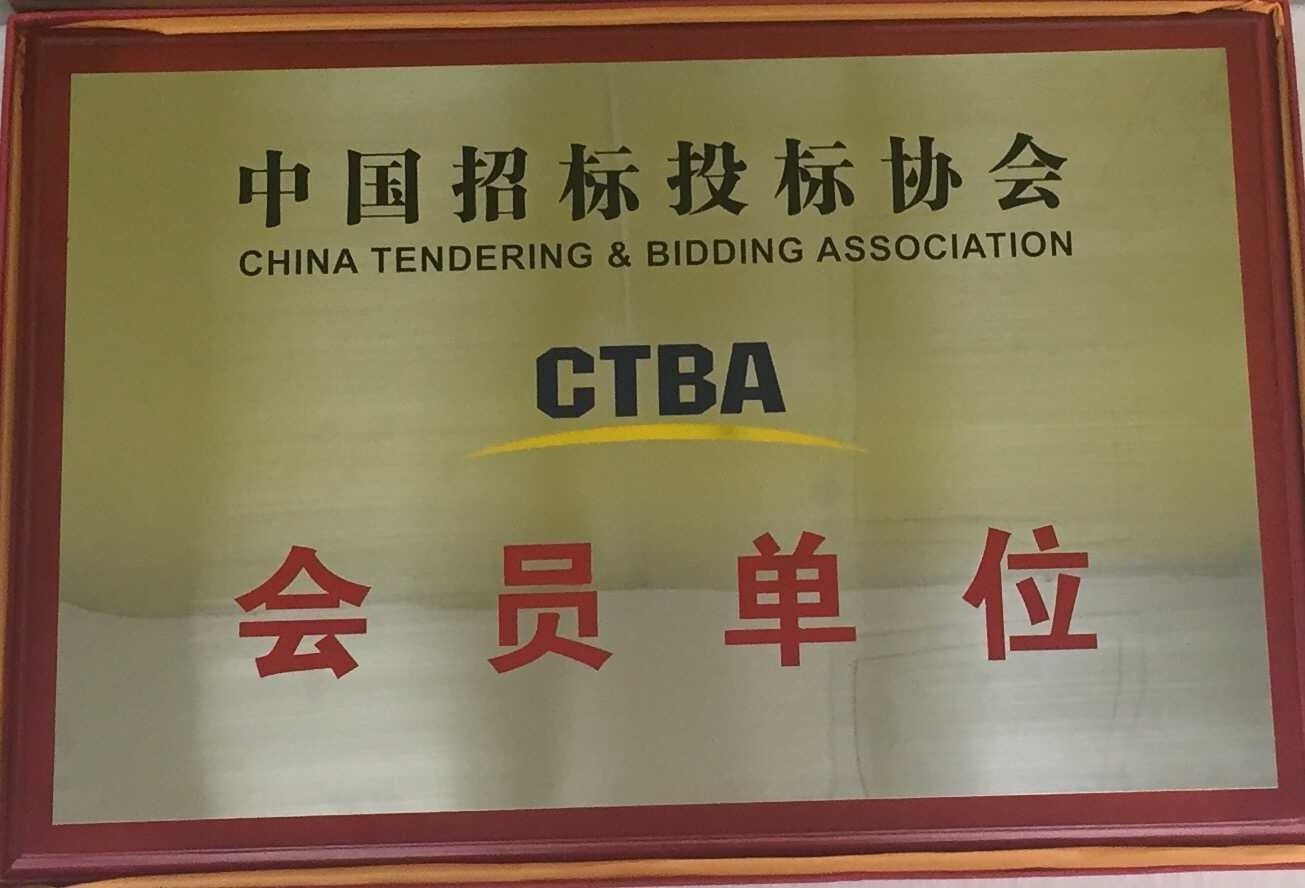 中国招标投标协会
CHINA TENDERING & BIDDING ASSOCIATION
CTBA
会员单位